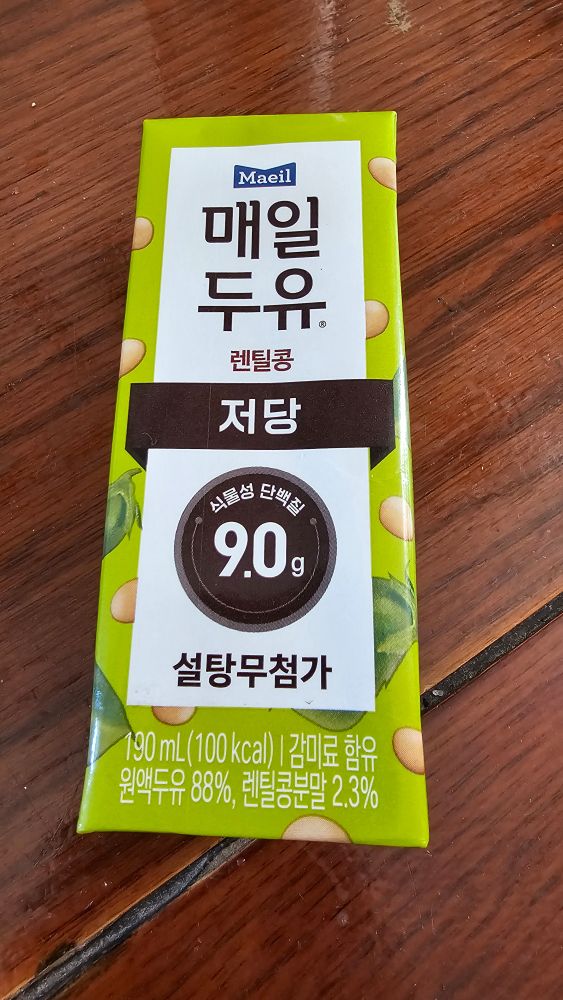 Maeil
매일
두유®
렌틸콩
저당
식물성 단백질
9.0g
설탕무첨가
190 mL(100 kcal) | 감미료 함유
원액두유 88%, 렌틸콩분말 2.3%